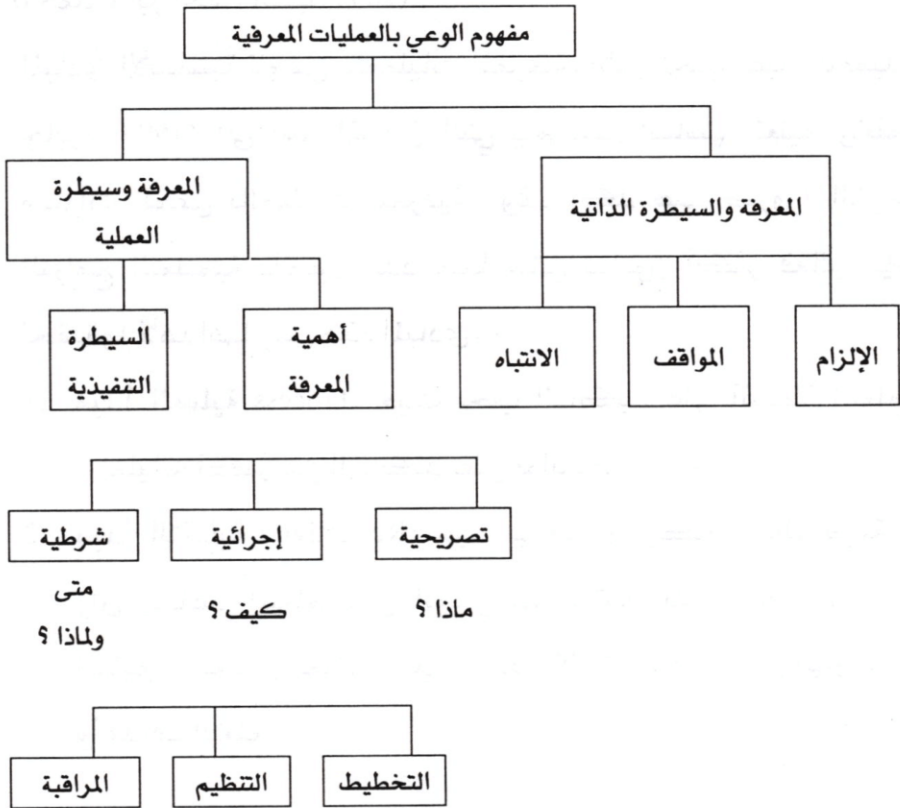 مفهوم الوعي بالعمليات المعرفية
المعرفة والسيطرة الذاتية
المعرفة وسيطرة
العملية
الإلزام
المواقف
الانتباه
أهمية
المعرفة
السيطرة
التتفيذية
تصريحية
إجرائية
شرطية
ماذا ؟
كيف ؟
متى
ولماذا ؟
التخطيط
التنظيم
المراقبة